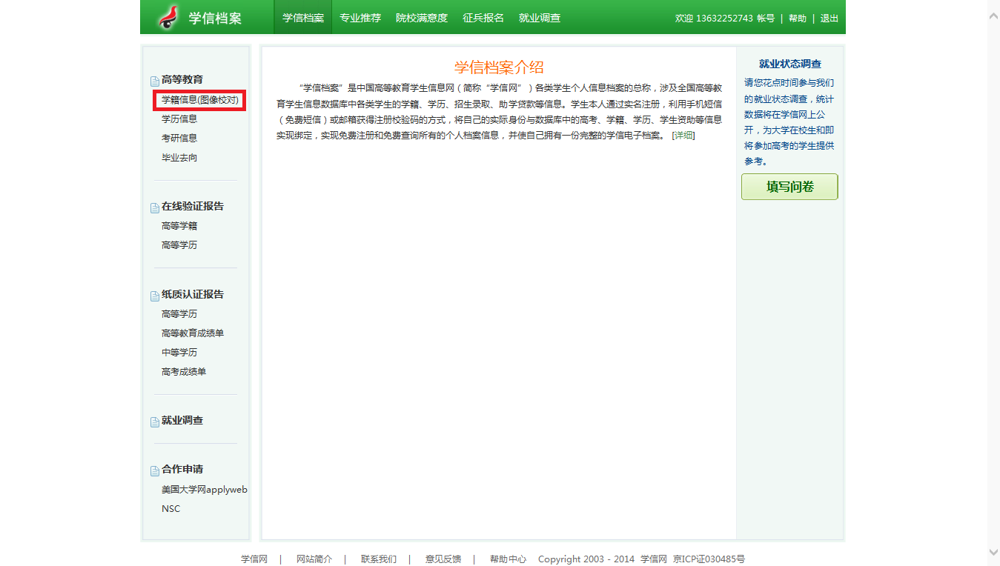 学信档案
学信档案 专业推荐 院校满意度 征兵报名 就业调查
欢迎 13632252743 帐号 | 帮助 | 退出
高等教育
学籍信息(图像校对)
学历信息
考研信息
毕业去向
在线验证报告
高等学籍
高等学历
纸质认证报告
高等学历
高等教育成绩单
中等学历
高考成绩单
就业调查
合作申请
美国大学网applyweb
NSC
学信档案介绍
“学信档案”是中国高等教育学生信息网（简称“学信网”）各类学生个人信息档案的总称，涉及全国高等教
育学生信息数据库中各类学生的学籍、学历、招生录取、助学贷款等信息。学生本人通过实名注册，利用手机短信
（免费短信）或邮箱获得注册校验码的方式，将自己的实际身份与数据库中的高考、学籍、学历、学生资助等信息
实现绑定，实现免费注册和免费查询所有的个人档案信息，并使自己拥有一份完整的学信电子档案。 [详细]
就业状态调查
请您花点时间参与我们
的就业状态调查，统计
数据将在学信网上公
开，为大学在校生和即
将参加高考的学生提供
参考。
填写问卷
学信网 | 网站简介 | 联系我们 | 意见反馈 | 帮助中心 Copyright 2003 - 2014 学信网 京ICP证030485号